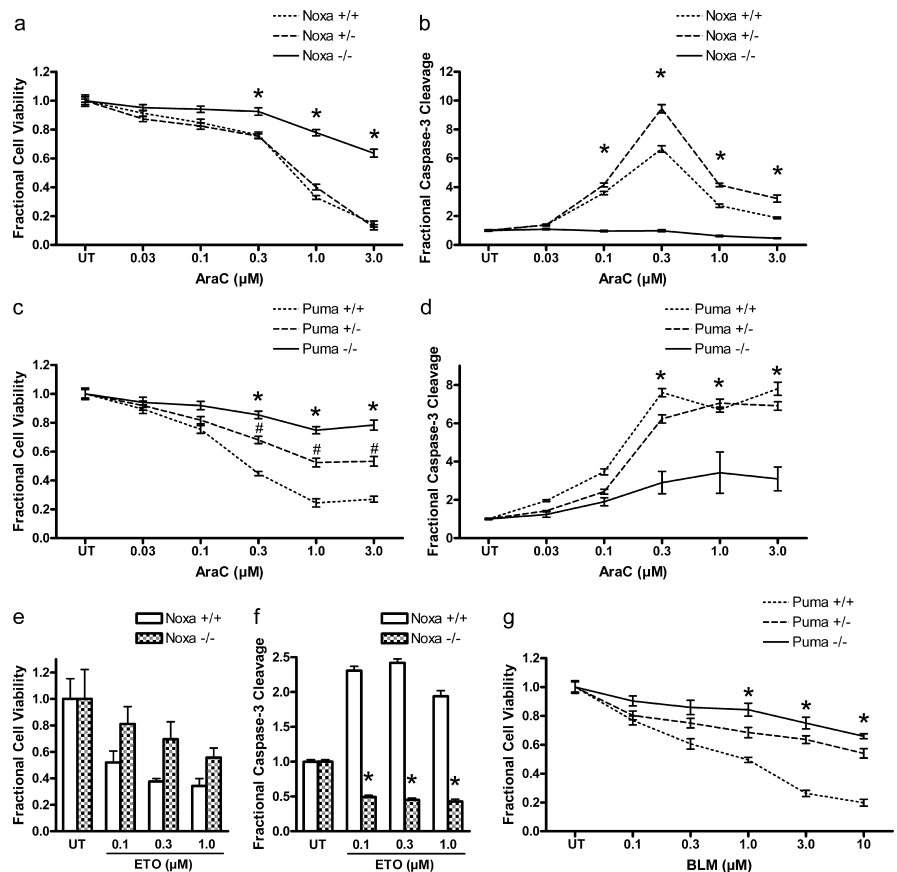 a
Noxa +/+
Noxa +/-
Noxa -/-
Fractional Cell Viability
1.2
1.0
0.8
0.6
0.4
0.2
0.0
* * *
UT 0.03 0.1 0.3 1.0 3.0
AraC (µM)
b
Noxa +/+
Noxa +/-
Noxa -/-
Fractional Caspase-3 Cleavage
12
10
8
6
4
2
0
* * * *
UT 0.03 0.1 0.3 1.0 3.0
AraC (µM)
c
Puma +/+
Puma +/-
Puma -/-
Fractional Cell Viability
1.2
1.0
0.8
0.6
0.4
0.2
0.0
* * *
# # #
UT 0.03 0.1 0.3 1.0 3.0
AraC (µM)
d
Puma +/+
Puma +/-
Puma -/-
Fractional Caspase-3 Cleavage
8
6
4
2
0
* * *
UT 0.03 0.1 0.3 1.0 3.0
AraC (µM)
e
Noxa +/+
Noxa -/-
Fractional Cell Viability
1.2
1.0
0.8
0.6
0.4
0.2
0.0
UT 0.1 0.3 1.0
ETO (µM)
f
Noxa +/+
Noxa -/-
Fractional Caspase-3 Cleavage
2.5
2.0
1.5
1.0
0.5
0.0
* * *
UT 0.1 0.3 1.0
ETO (µM)
g
Puma +/+
Puma +/-
Puma -/-
Fractional Cell Viability
1.2
1.0
0.8
0.6
0.4
0.2
0.0
* * *
UT 0.1 0.3 1.0 3.0 10
BLM (µM)